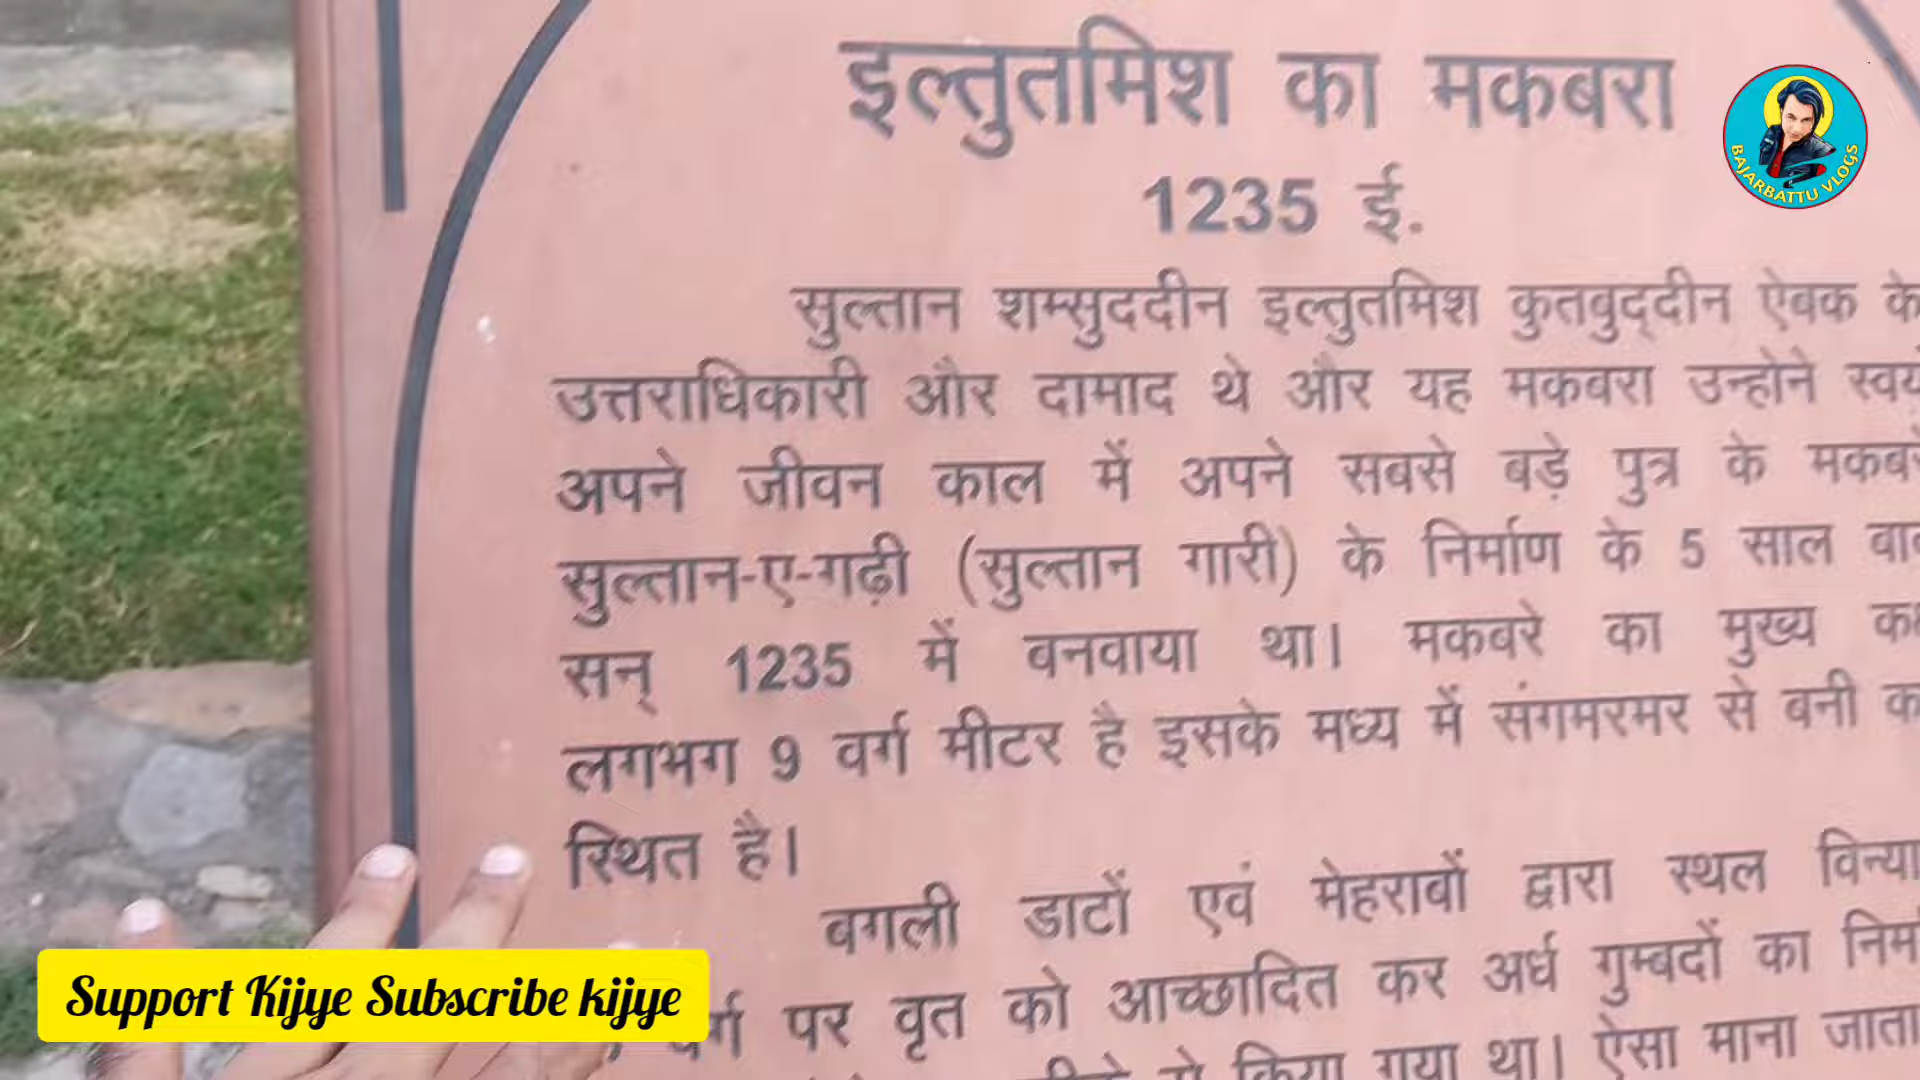 इल्तुतमिश का मकबरा
1235 ई.
सुल्तान शम्सुददीन इल्तुतमिश कुतबुद्दीन ऐबक के
उत्तराधिकारी और दामाद थे और यह मकबरा उन्होने
अपने जीवन काल में अपने सबसे बड़े पुत्र के
सुल्तान-ए-गढ़ी (सुल्तान गारी) के निर्माण के 5 साल
सन् 1235 में बनवाया था। मकबरे का मुख्य
लगभग 9 वर्ग मीटर है इसके मध्य में संगमरमर से बनी
स्थित है।
बगली डाटों एवं मेहराबों द्वारा स्थल
पर वृत को आच्छादित कर अर्ध गुम्बदों का
किया गया था। ऐसा माना जाता
BAJARBATTU VLOGS
Support Kijiye Subscribe kijiye